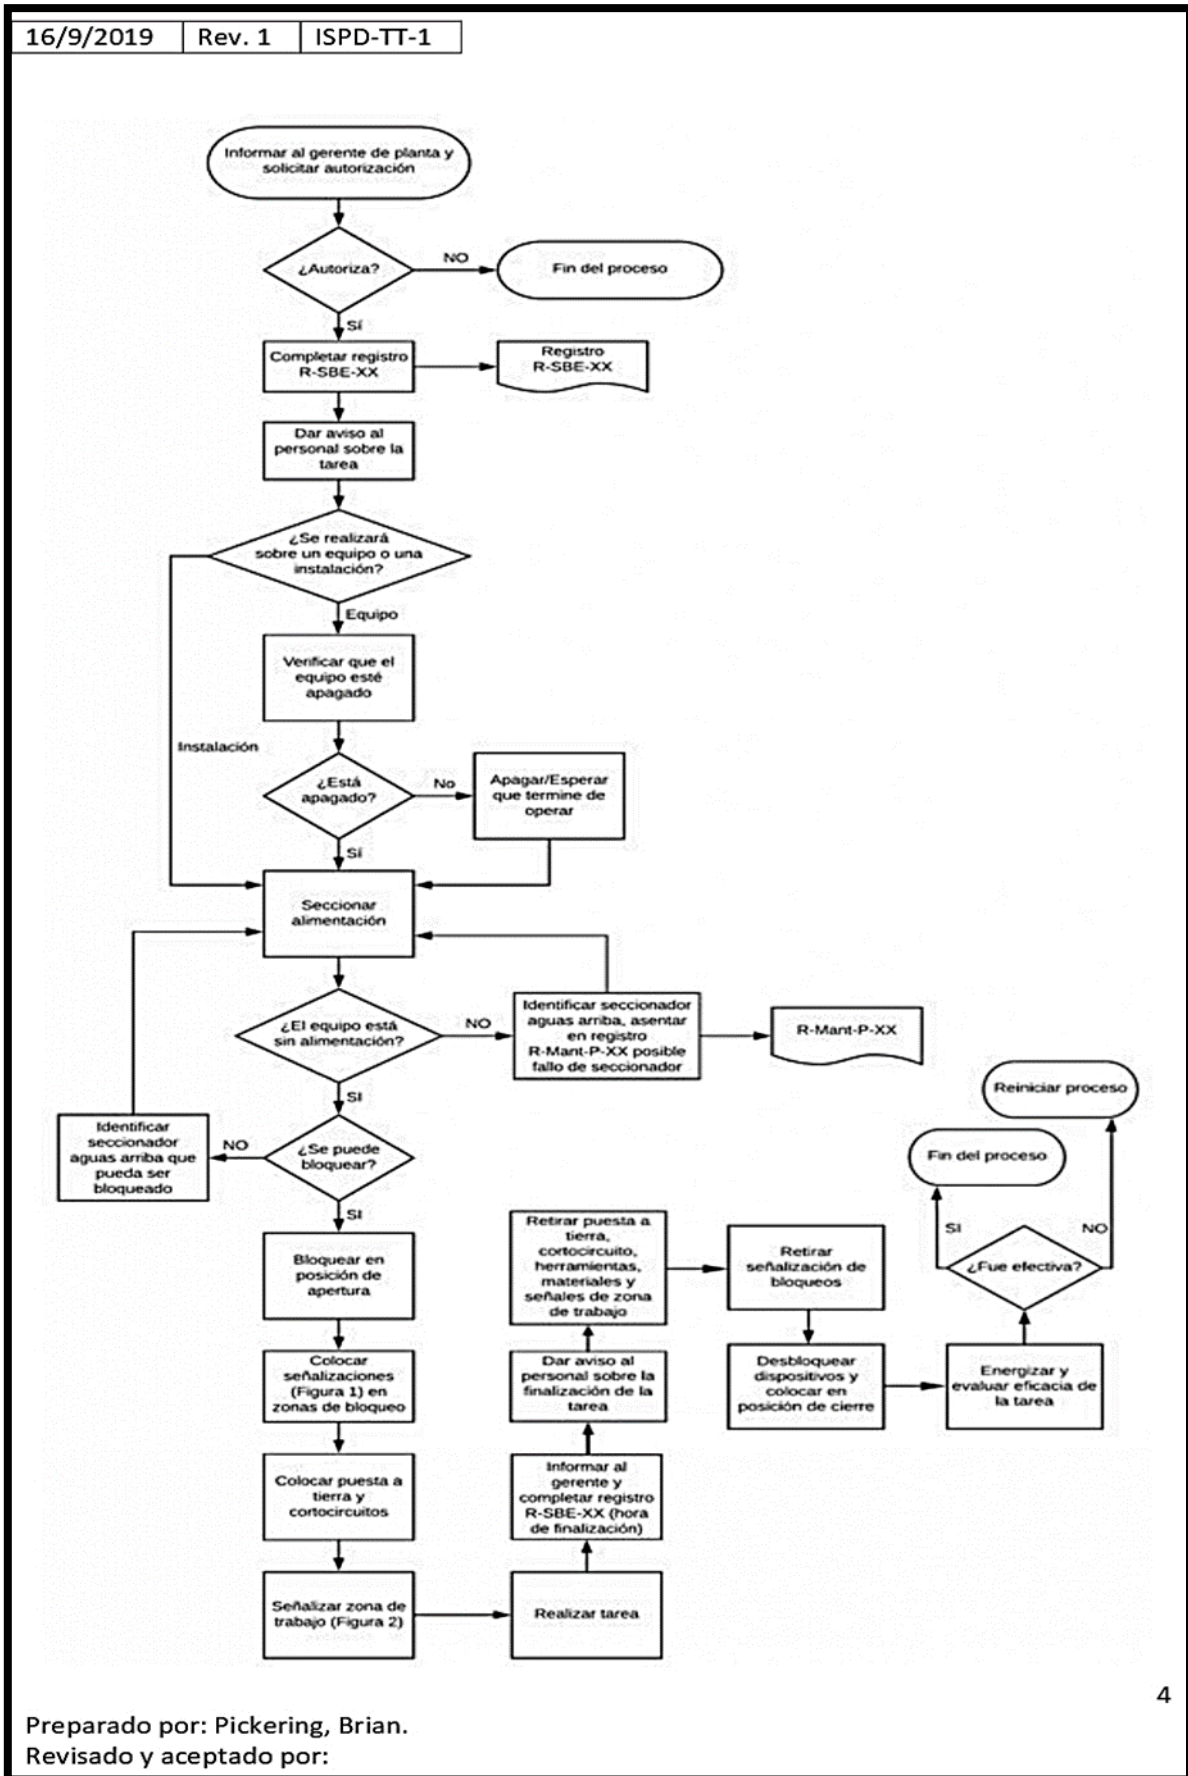 16/9/2019 Rev. 1 ISPD-TT-1
Informar al gerente de planta y
solicitar autorización
¿Autoriza?
NO
Fin del proceso
Sí
Completar registro
R-SBE-XX
Registro
R-SBE-XX
Dar aviso al
personal sobre la
tarea
¿Se realizará
sobre un equipo o una
instalación?
Equipo
Verificar que el
equipo esté
apagado
Instalación
¿Está
apagado?
No
Apagar/Esperar
que termine de
operar
Sí
Seccionar
alimentación
¿El equipo está
sin alimentación?
NO
Identificar seccionador
aguas arriba, asentar
en registro
R-Mant-P-XX posible
fallo de seccionador
R-Mant-P-XX
SI
¿Se puede
bloquear?
NO
Identificar
seccionador
aguas arriba que
pueda ser
bloqueado
SI
Bloquear en
posición de
apertura
Colocar
señalizaciones
(Figura 1) en
zonas de bloqueo
Colocar puesta a
tierra y
cortocircuitos
Señalizar zona de
trabajo (Figura 2)
Realizar tarea
Informar al
gerente y
completar registro
R-SBE-XX (hora
de finalización)
Dar aviso al
personal sobre la
finalización de la
tarea
Retirar puesta a
tierra,
cortocircuito,
herramientas,
materiales y
señales de zona
de trabajo
Retirar
señalización de
bloqueos
Desbloquear
dispositivos y
colocar en
posición de cierre
Energizar y
evaluar eficacia de
la tarea
¿Fue efectiva?
SI
Fin del proceso
NO
Reiniciar proceso
4
Preparado por: Pickering, Brian.
Revisado y aceptado por: